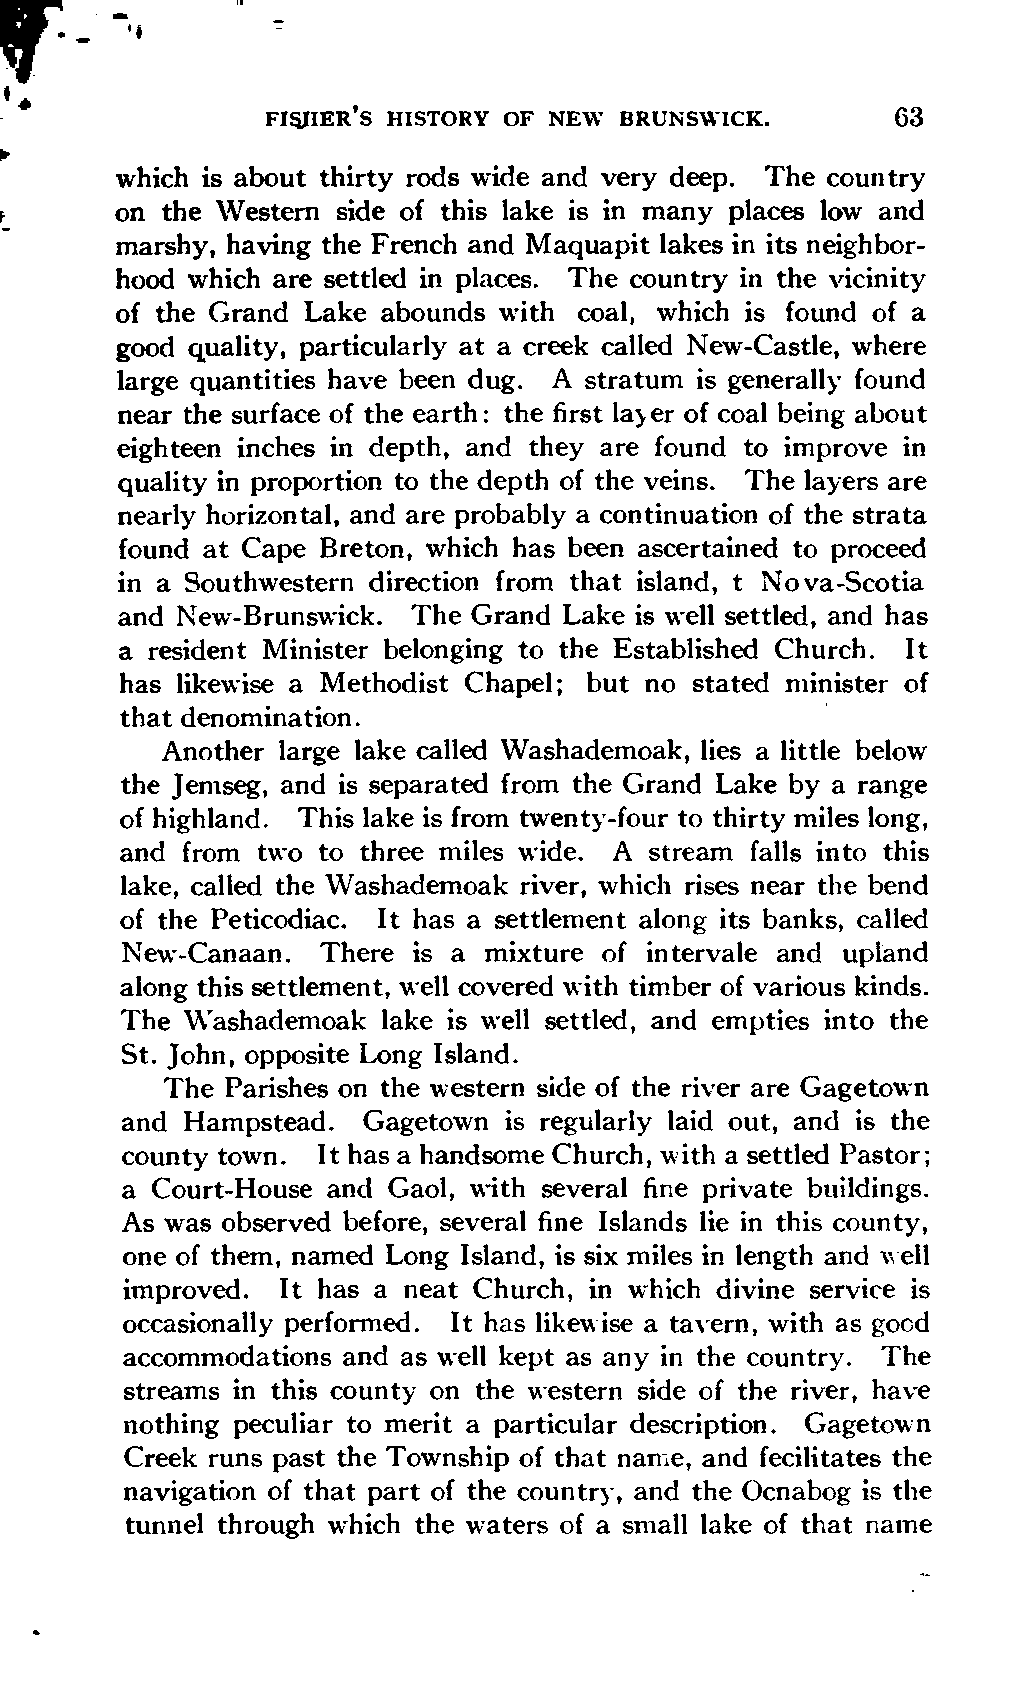 FISHER'S HISTORY OF NEW BRUNSWICK. 63
which is about thirty rods wide and very deep. The country
on the Western side of this lake is in many places low and
marshy, having the French and Maquapit lakes in its neighbor-
hood which are settled in places. The country in the vicinity
of the Grand Lake abounds with coal, which is found of a
good quality, particularly at a creek called New-Castle, where
large quantities have been dug. A stratum is generally found
near the surface of the earth: the first layer of coal being about
eighteen inches in depth, and they are found to improve in
quality in proportion to the depth of the veins. The layers are
nearly horizontal, and are probably a continuation of the strata
found at Cape Breton, which has been ascertained to proceed
in a Southwestern direction from that island, t Nova-Scotia
and New-Brunswick. The Grand Lake is well settled, and has
a resident Minister belonging to the Established Church. It
has likewise a Methodist Chapel; but no stated minister of
that denomination.
Another large lake called Washademoak, lies a little below
the Jemseg, and is separated from the Grand Lake by a range
of highland. This lake is from twenty-four to thirty miles long,
and from two to three miles wide. A stream falls into this
lake, called the Washademoak river, which rises near the bend
of the Peticodiac. It has a settlement along its banks, called
New-Canaan. There is a mixture of intervale and upland
along this settlement, well covered with timber of various kinds.
The Washademoak lake is well settled, and empties into the
St. John, opposite Long Island.
The Parishes on the western side of the river are Gagetown
and Hampstead. Gagetown is regularly laid out, and is the
county town. It has a handsome Church, with a settled Pastor;
a Court-House and Gaol, with several fine private buildings.
As was observed before, several fine Islands lie in this county,
one of them, named Long Island, is six miles in length and well
improved. It has a neat Church, in which divine service is
occasionally performed. It has likewise a tavern, with as good
accommodations and as well kept as any in the country. The
streams in this county on the western side of the river, have
nothing peculiar to merit a particular description. Gagetown
Creek runs past the Township of that name, and fecilitates the
navigation of that part of the country, and the Ocnabog is the
tunnel through which the waters of a small lake of that name